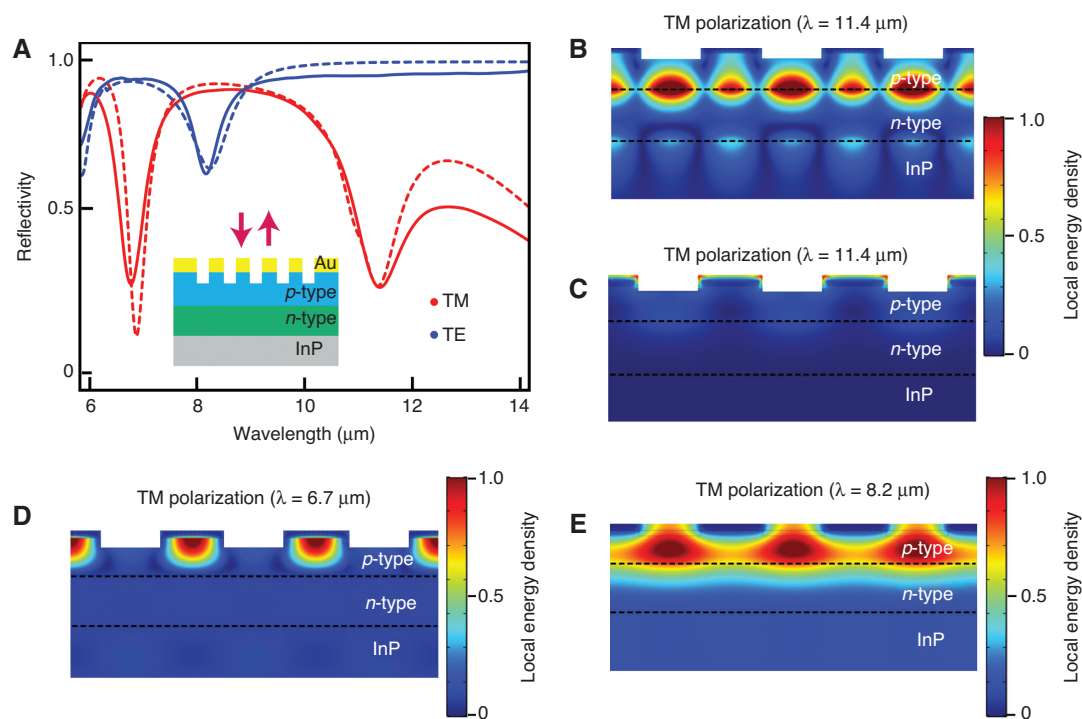 A
Reflectivity
1.0
0.5
0
6
8
10
12
14
Wavelength (μm)
Au
p-type
n-type
InP
TM
TE
B
TM polarization (λ = 11.4 μm)
p-type
n-type
InP
C
TM polarization (λ = 11.4 μm)
p-type
n-type
InP
1.0
0.5
0
Local energy density
D
TM polarization (λ = 6.7 μm)
p-type
n-type
InP
1.0
0.5
0
Local energy density
E
TM polarization (λ = 8.2 μm)
p-type
n-type
InP
1.0
0.5
0
Local energy density